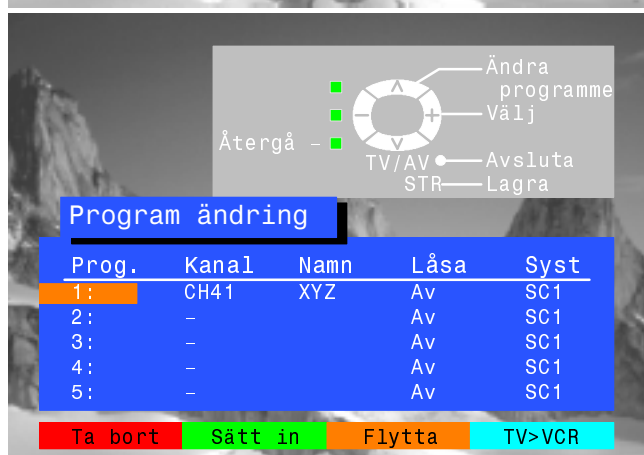 Ändra
programme
Välj
Återgå –
TV/AV Avsluta
STR Lagra
Program ändring
Prog. Kanal Namn Låsa Syst
1: CH41 XYZ Av SC1
2: – Av SC1
3: – Av SC1
4: – Av SC1
5: – Av SC1
Ta bort Sätt in Flytta TV>VCR